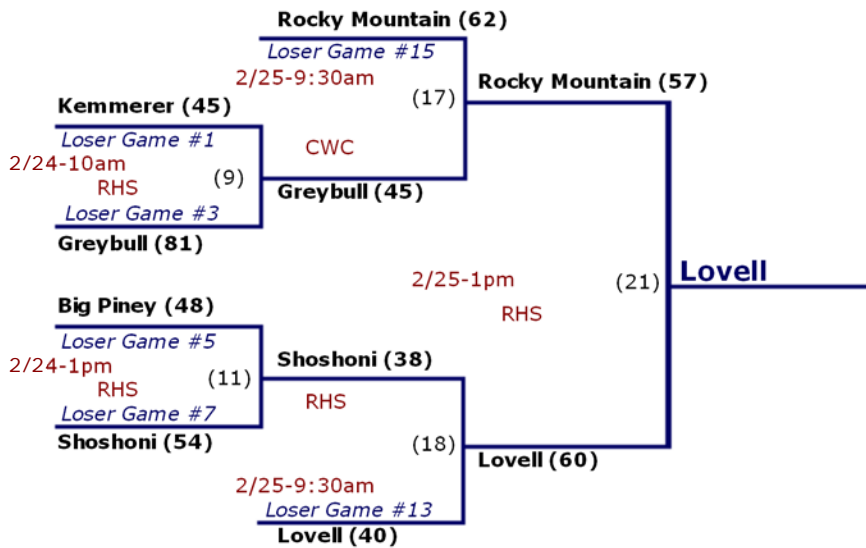 Rocky Mountain (62)
Loser Game #15
2/25-9:30am
Rocky Mountain (57)
(17)
Kemmerer (45)
Loser Game #1
CWC
2/24-10am
(9)
RHS
Greybull (45)
Loser Game #3
Greybull (81)
Lovell
2/25-1pm
(21)
RHS
Big Piney (48)
Loser Game #5
Shoshoni (38)
2/24-1pm
(11)
RHS
RHS
Loser Game #7
Shoshoni (54)
(18)
Lovell (60)
2/25-9:30am
Loser Game #13
Lovell (40)